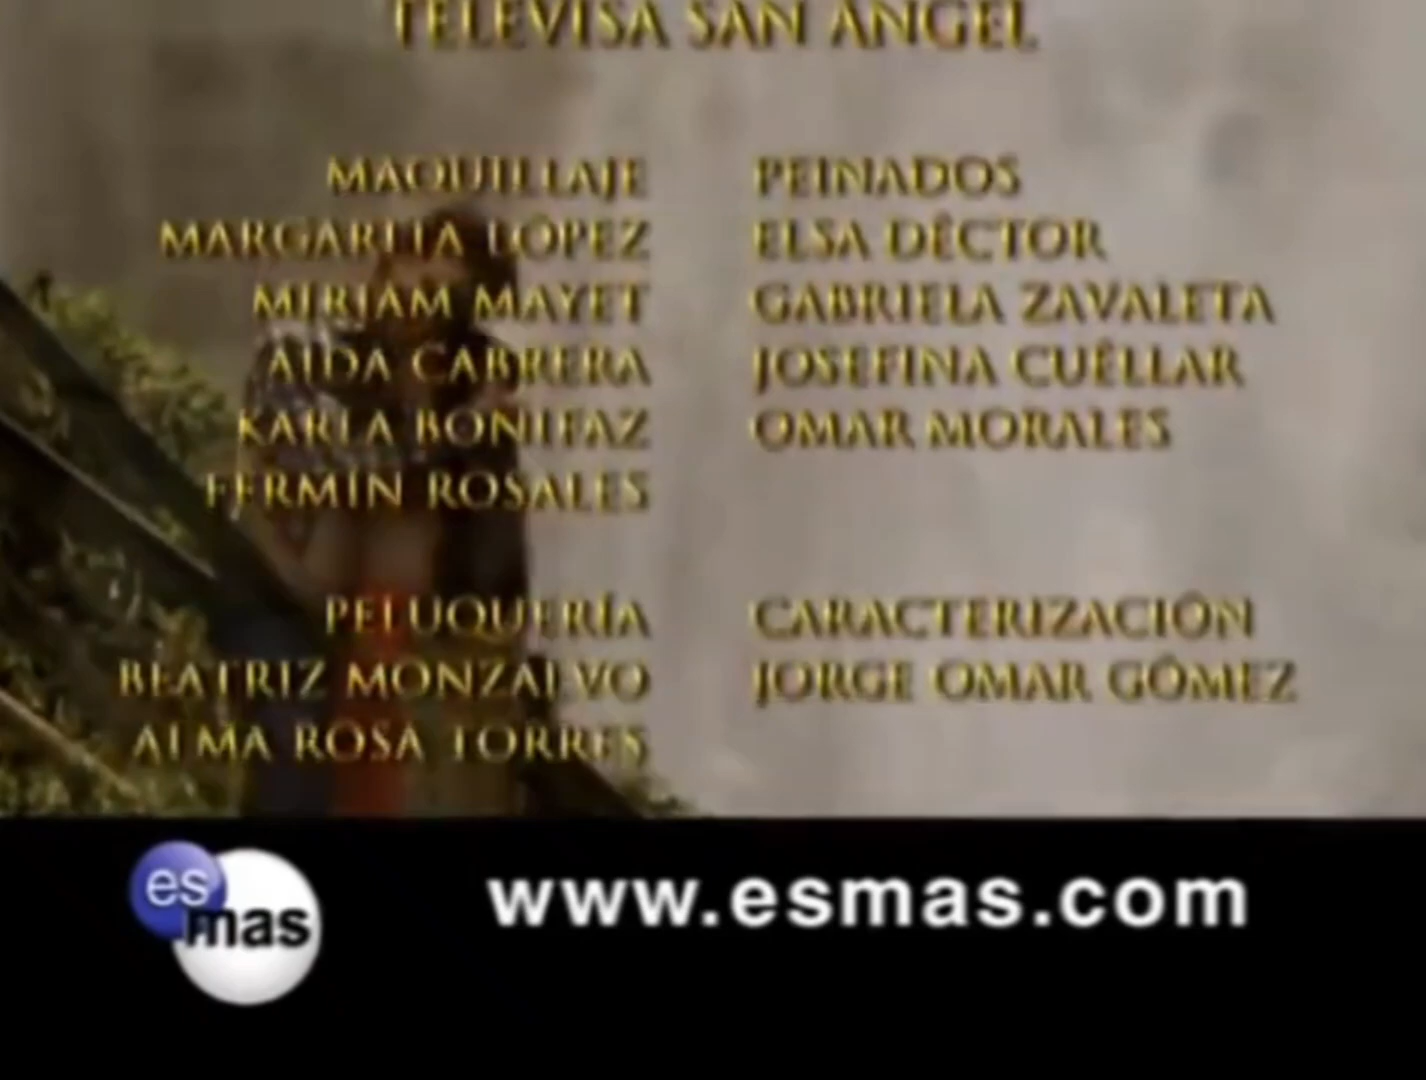 TELEVISA SAN ANGEL
MAQUILLAJE
MARGARITA LÓPEZ
MIRIAM MAYET
AIDA CABRERA
KARLA BONIFAZ
FERMÍN ROSALES
PEINADOS
ELSA DÉCTOR
GABRIELA ZAVALETA
JOSEFINA CUÉLLAR
OMAR MORALES
PELUQUERÍA
BEATRIZ MONZALVO
ALMA ROSA TORRES
CARACTERIZACIÓN
JORGE OMAR GÓMEZ
es
mas
www.esmas.com